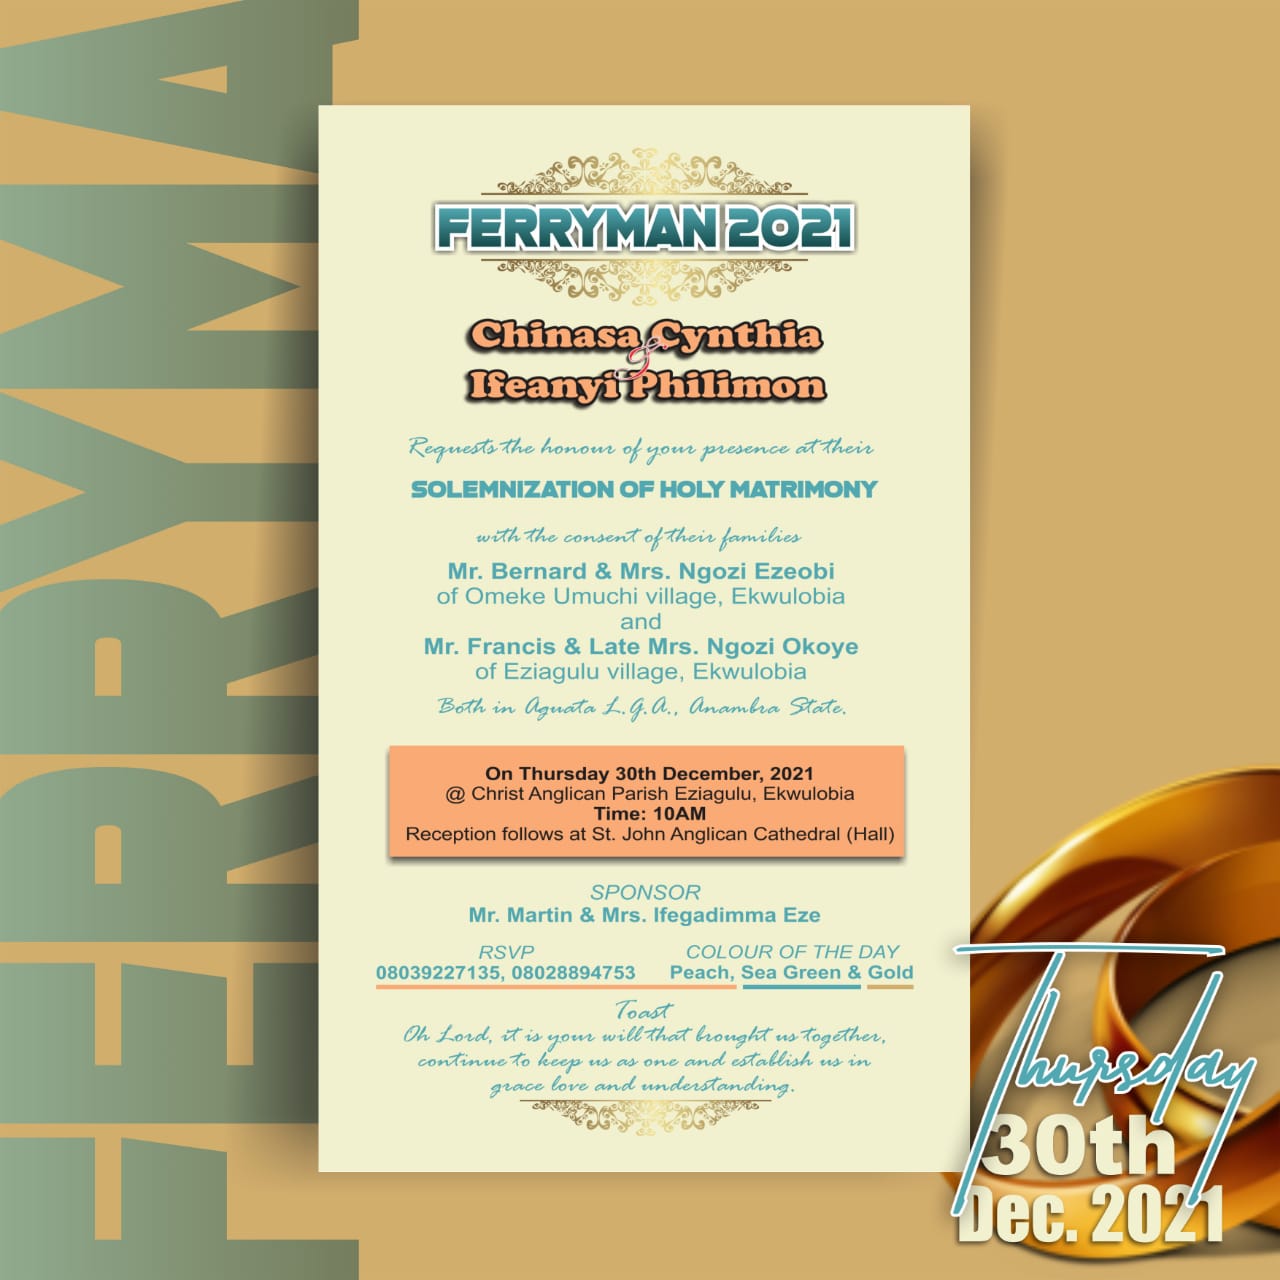 FERRYMA
FERRYMAN 2021
Chinasa Cynthia
&
Ifeanyi Philimon
Requests the honour of your presence at their
SOLEMNIZATION OF HOLY MATRIMONY
with the consent of their families
Mr. Bernard & Mrs. Ngozi Ezeobi
of Omeke Umuchi village, Ekwulobia
and
Mr. Francis & Late Mrs. Ngozi Okoye
of Eziagulu village, Ekwulobia
Both in Aguata L.G.A., Anambra State.
On Thursday 30th December, 2021
@ Christ Anglican Parish Eziagulu, Ekwulobia
Time: 10AM
Reception follows at St. John Anglican Cathedral (Hall)
SPONSOR
Mr. Martin & Mrs. Ifegadimma Eze
RSVP
08039227135, 08028894753
COLOUR OF THE DAY
Peach, Sea Green & Gold
Toast
Oh Lord, it is your will that brought us together,
continue to keep us as one and establish us in
grace love and understanding.
Thursday
30th
Dec. 2021